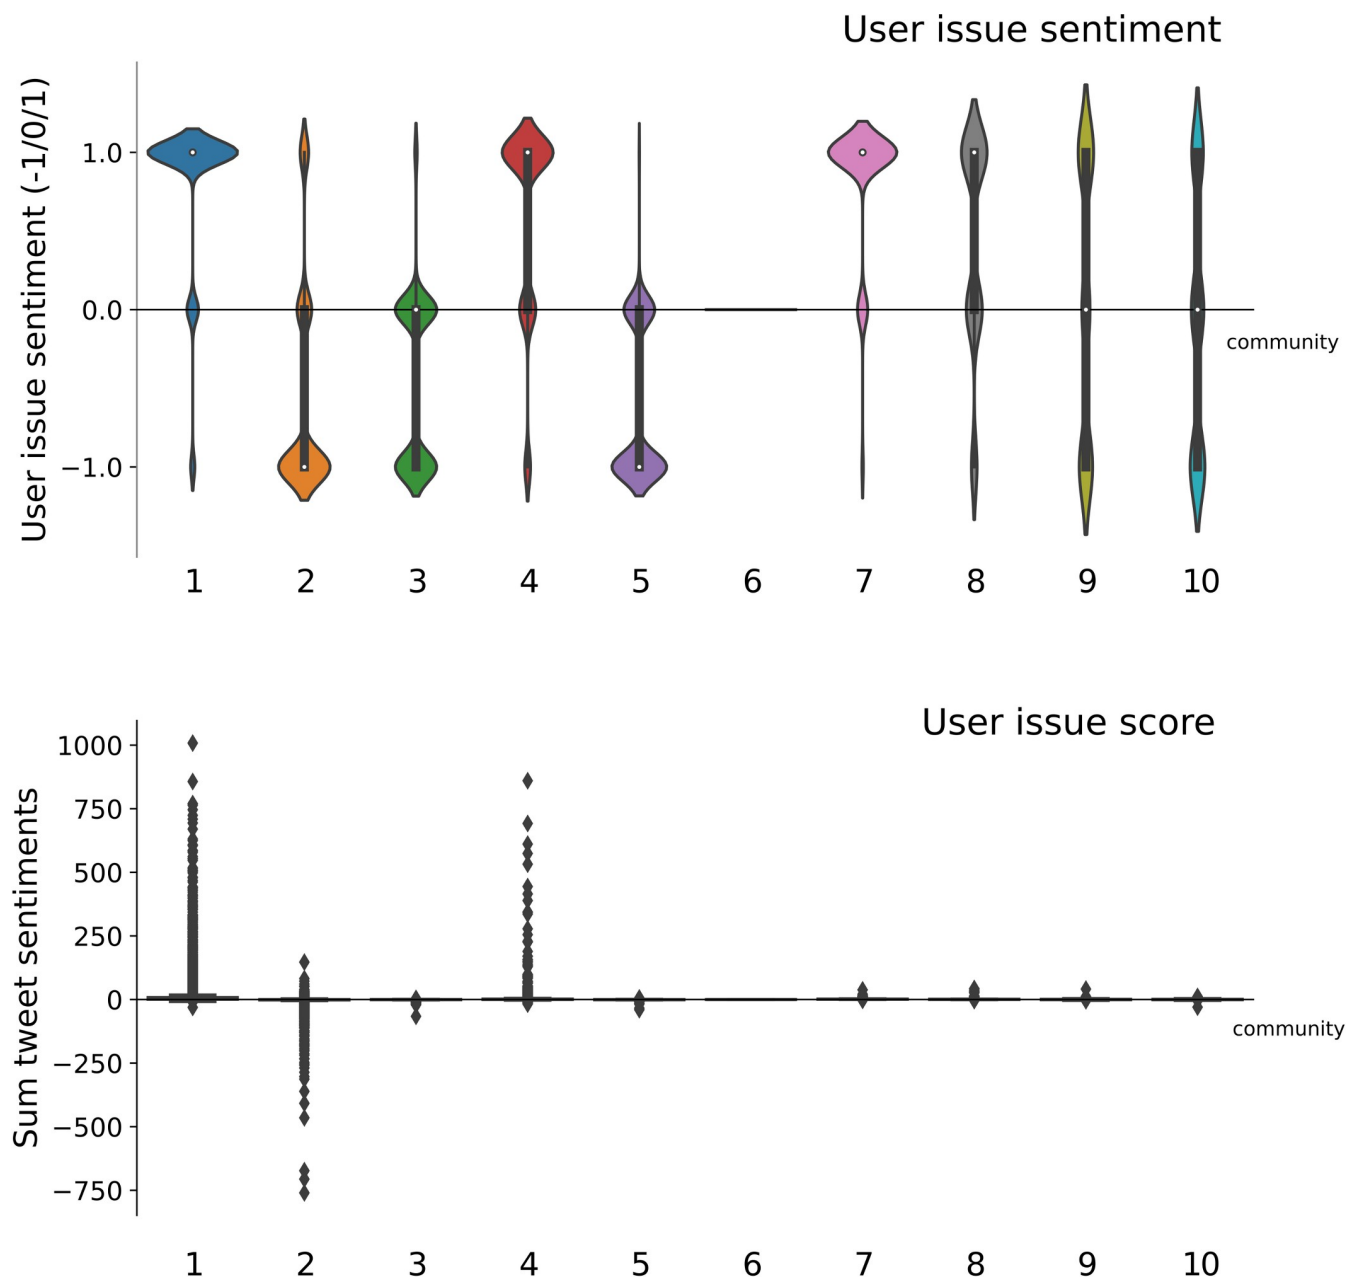 User issue sentiment
User issue sentiment (-1/0/1)
1.0
0.0
−1.0
community
1 2 3 4 5 6 7 8 9 10
User issue score
Sum tweet sentiments
1000
750
500
250
0
−250
−500
−750
community
1 2 3 4 5 6 7 8 9 10